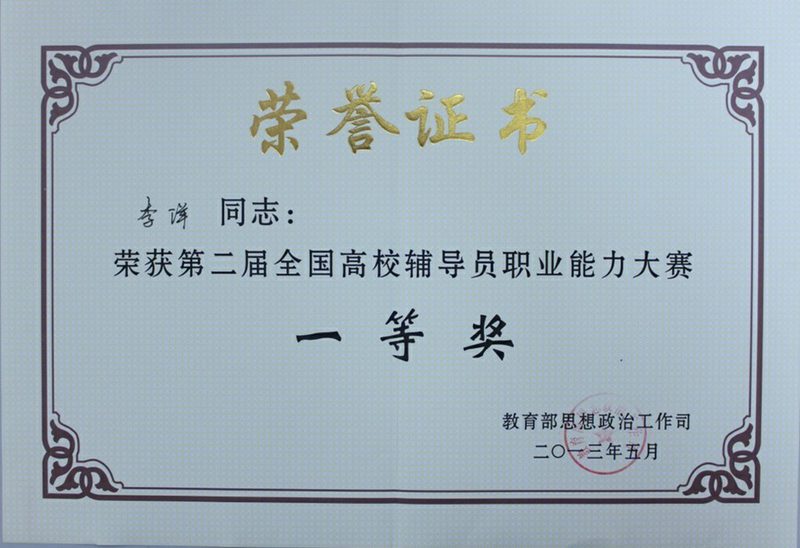 荣誉证书
李洋 同志：
荣获第二届全国高校辅导员职业能力大赛
一等奖
教育部思想政治工作司
二〇一三年五月